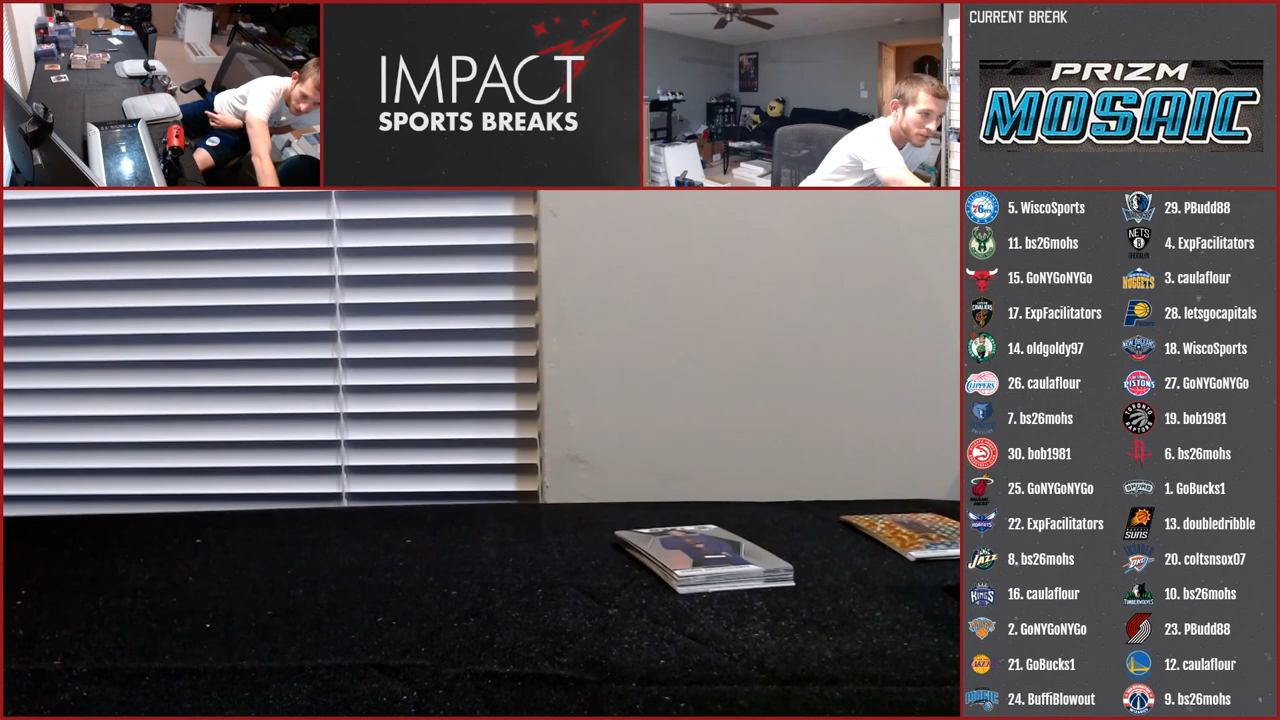 IMPACT
SPORTS BREAKS
CURRENT BREAK
PRIZM
MOSAIC
5. WiscoSports
11. bs26mohs
15. GoNYGoNYGo
17. ExpFacilitators
14. oldgoldy97
26. caulaflour
7. bs26mohs
30. bob1981
25. GoNYGoNYGo
22. ExpFacilitators
8. bs26mohs
16. caulaflour
2. GoNYGoNYGo
21. GoBucks1
24. BuffiBlowout
29. PBudd88
4. ExpFacilitators
3. caulaflour
28. letsgocapitals
18. WiscoSports
27. GoNYGoNYGo
19. bob1981
6. bs26mohs
1. GoBucks1
13. doubledribble
20. coltsnsox07
10. bs26mohs
23. PBudd88
12. caulaflour
9. bs26mohs